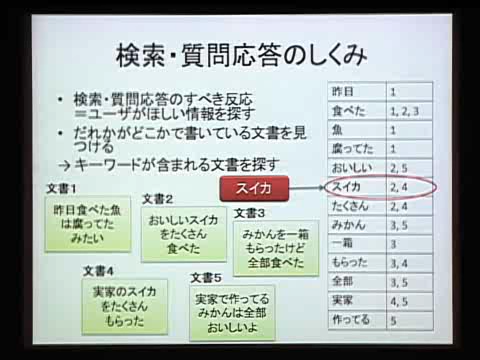 検索・質問応答のしくみ
• 検索・質問応答のすべき反応
＝ユーザがほしい情報を探す
• だれかがどこかで書いている文書を見
つける
→ キーワードが含まれる文書を探す
スイカ
文書1
昨日食べた魚
は腐ってた
みたい
文書2
おいしいスイカ
をたくさん
食べた
文書3
みかんを一箱
もらったけど
全部食べた
文書4
実家のスイカ
をたくさん
もらった
文書5
実家で作ってる
みかんは全部
おいしいよ
昨日 1
食べた 1, 2, 3
魚 1
腐ってた 1
おいしい 2, 5
スイカ 2, 4
たくさん 2, 4
みかん 3, 5
一箱 3
もらった 3, 4
全部 3, 5
実家 4, 5
作ってる 5